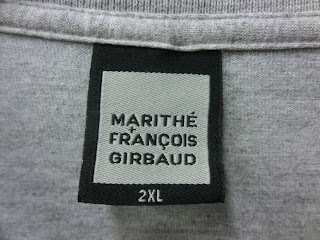 MARITHÉ
+
FRANÇOIS
GIRBAUD
2XL